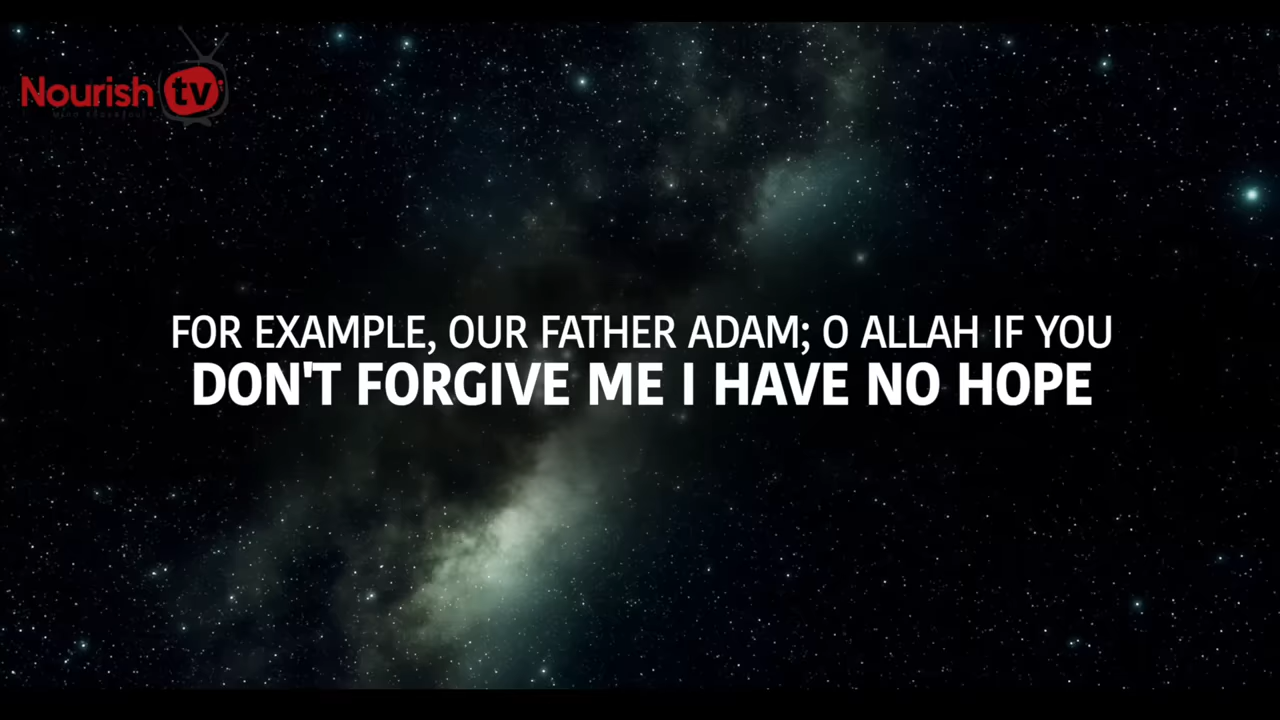 Nourish tv
FOR EXAMPLE, OUR FATHER ADAM; O ALLAH IF YOU
DON'T FORGIVE ME I HAVE NO HOPE